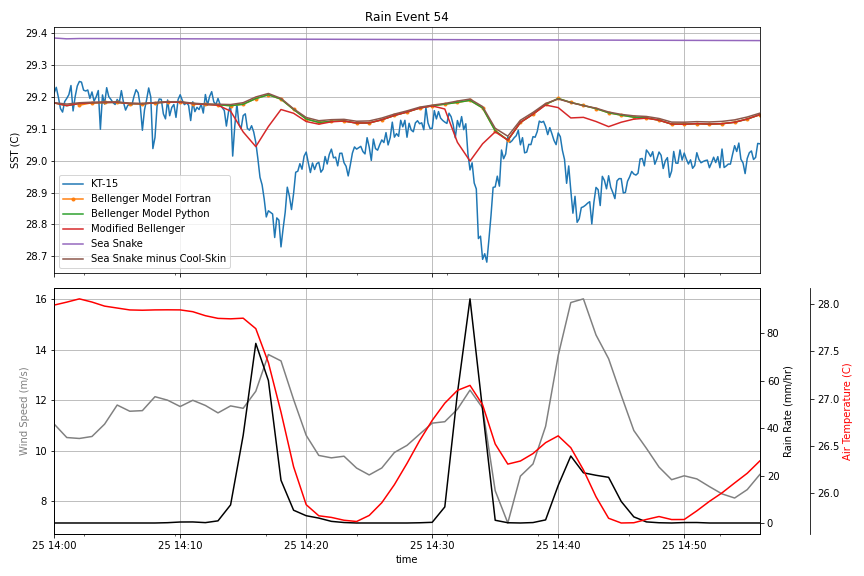 Rain Event 54
29.4
29.3
29.2
29.1
29.0
28.9
28.8
28.7
SST (C)
KT-15
Bellenger Model Fortran
Bellenger Model Python
Modified Bellenger
Sea Snake
Sea Snake minus Cool-Skin
16
14
12
10
8
Wind Speed (m/s)
80
60
40
20
0
Rain Rate (mm/hr)
28.0
27.5
27.0
26.5
26.0
Air Temperature (C)
25 14:00
25 14:10
25 14:20
25 14:30
25 14:40
25 14:50
time